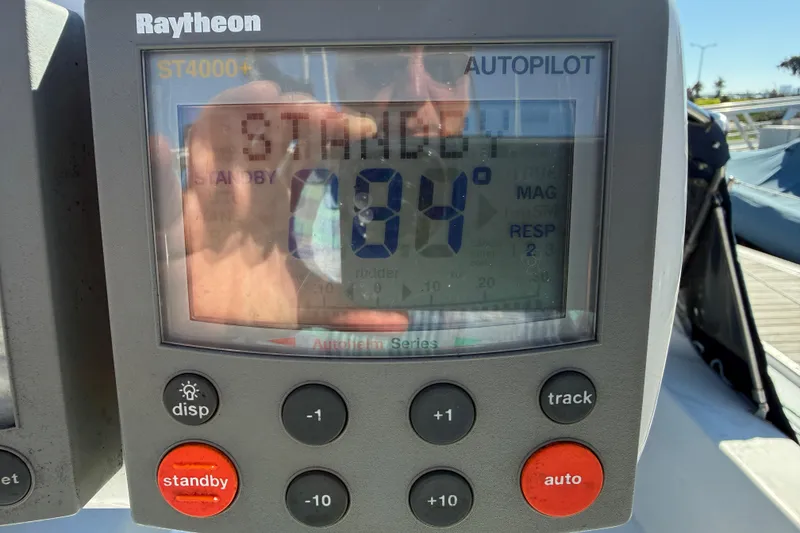 Raytheon
ST4000+ AUTOPILOT
STANDBY
STANDBY 084°
MAG
RESP
2
rudder
10 0 10 20 30
Autohelm Series
disp -1 +1 track
standby -10 +10 auto
et